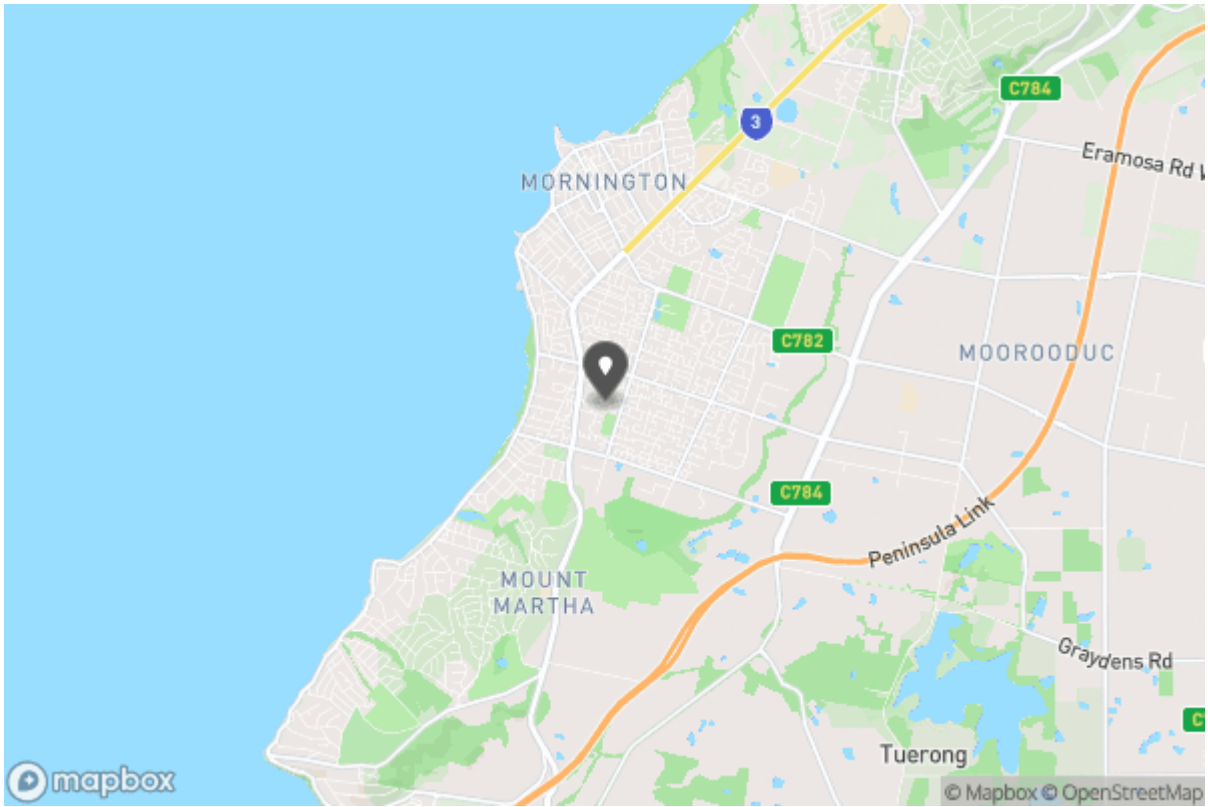 C784
3
Eramosa Rd W
MORNINGTON
C782
MOOROODUC
C784
Peninsula Link
MOUNT
MARTHA
Graydens Rd
Tuerong
mapbox
© Mapbox © OpenStreetMap